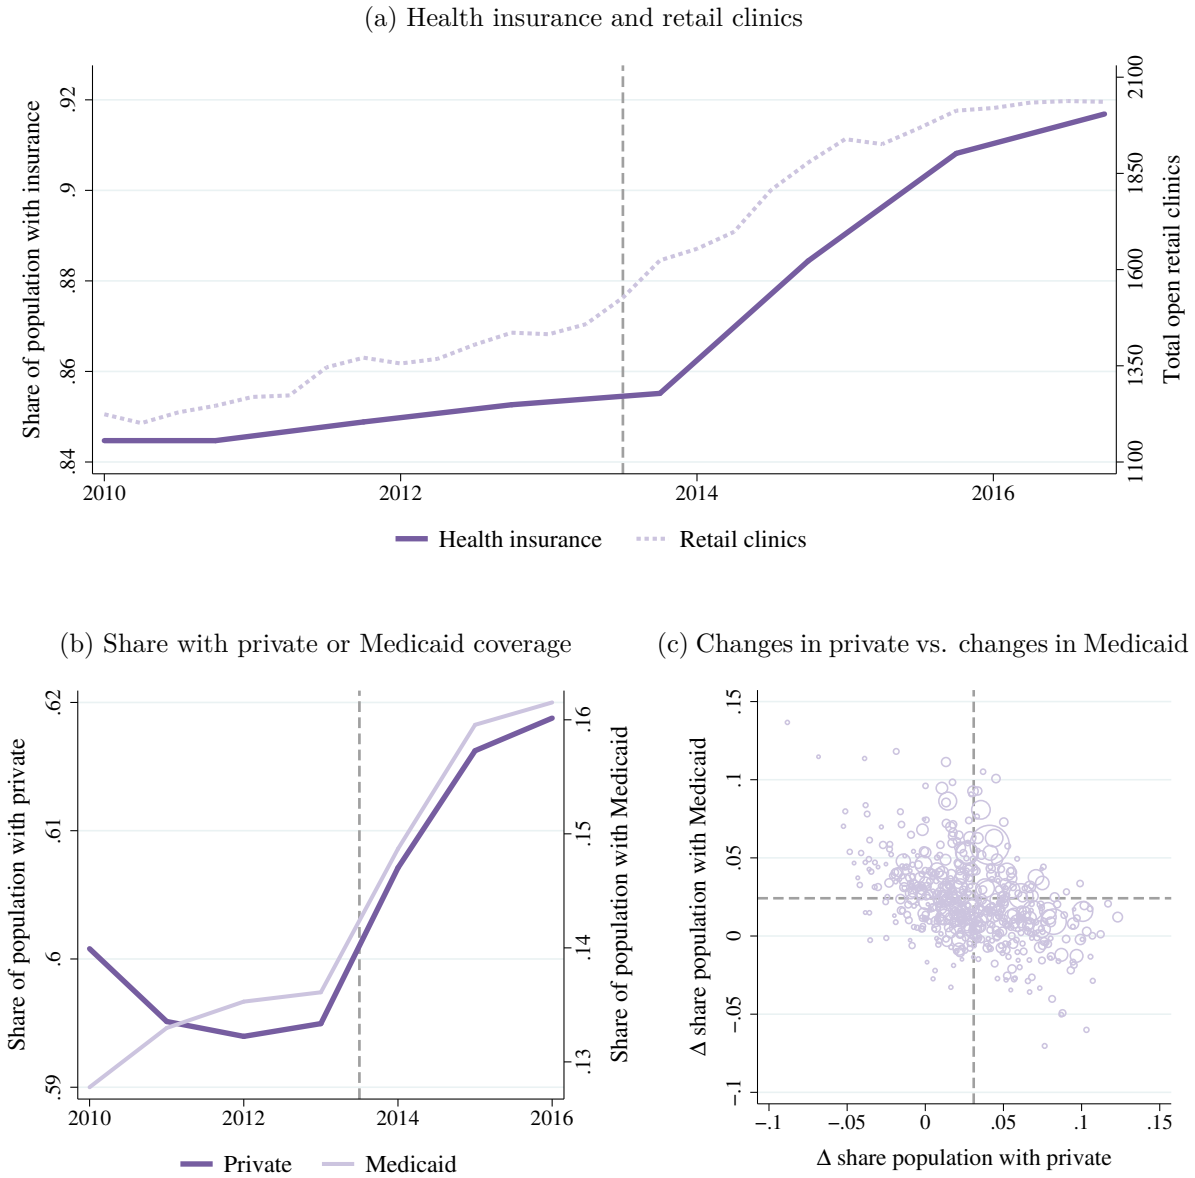 (a) Health insurance and retail clinics
Share of population with insurance
.92
.9
.88
.86
.84
2100
1850
1600
1350
1100
Total open retail clinics
2010 2012 2014 2016
Health insurance Retail clinics
(b) Share with private or Medicaid coverage
Share of population with private
.62
.61
.6
.59
.16
.15
.14
.13
Share of population with Medicaid
2010 2012 2014 2016
Private Medicaid
(c) Changes in private vs. changes in Medicaid
Δ share population with Medicaid
.15
.1
.05
0
−.05
−.1
−.1 −.05 0 .05 .1 .15
Δ share population with private